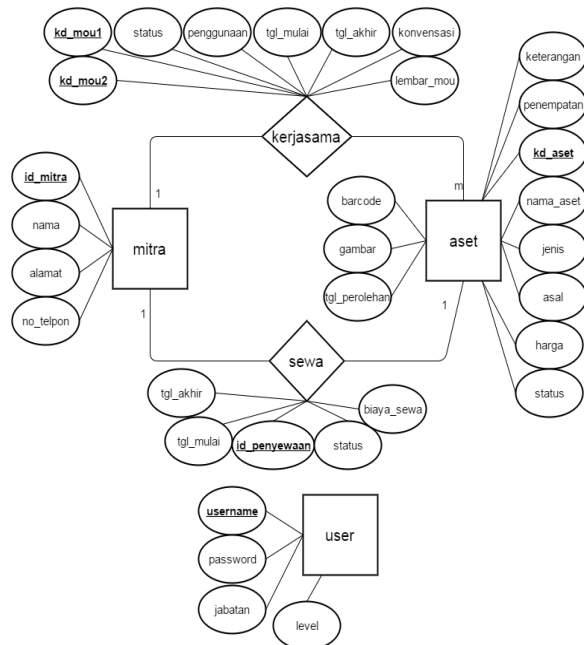 kd_mou1
status
penggunaan
tgl_mulai
tgl_akhir
konvensasi
kd_mou2
lembar_mou
kerjasama
keterangan
penempatan
kd_aset
nama_aset
jenis
asal
harga
status
id_mitra
nama
alamat
no_telpon
1
mitra
1
barcode
gambar
tgl_perolehan
m
aset
1
sewa
tgl_akhir
tgl_mulai
id_penyewaan
status
biaya_sewa
username
password
jabatan
user
level